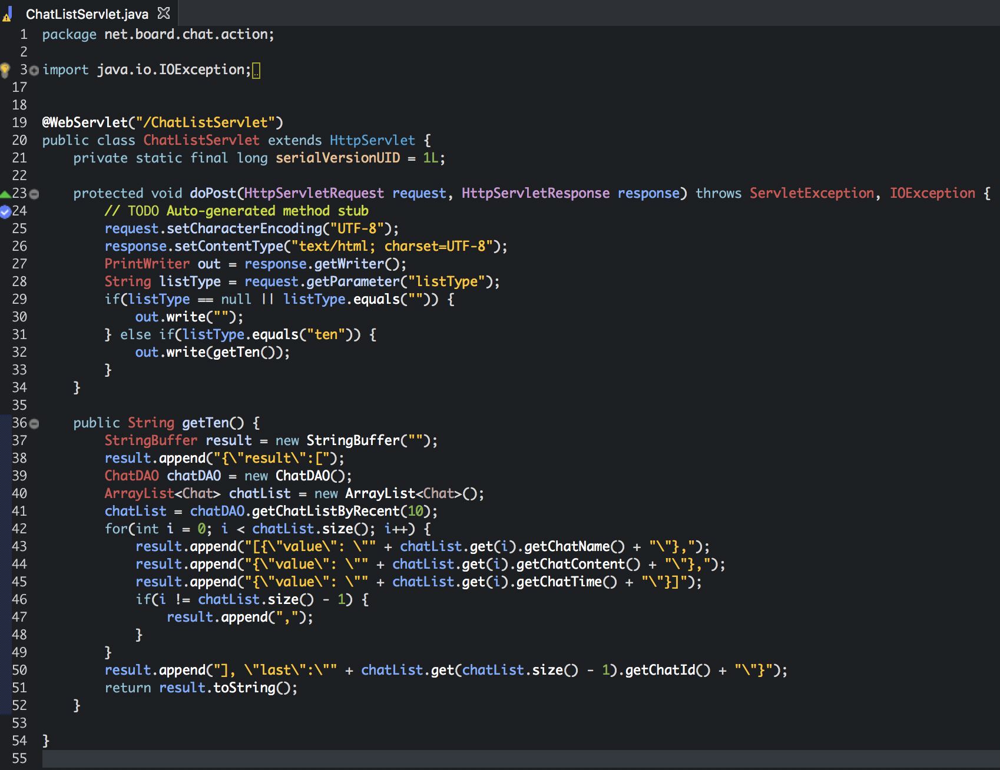 ChatListServlet.java
1 package net.board.chat.action;
2
3 import java.io.IOException;
17
18
19 @WebServlet("/ChatListServlet")
20 public class ChatListServlet extends HttpServlet {
21     private static final long serialVersionUID = 1L;
22
23     protected void doPost(HttpServletRequest request, HttpServletResponse response) throws ServletException, IOException {
24         // TODO Auto-generated method stub
25         request.setCharacterEncoding("UTF-8");
26         response.setContentType("text/html; charset=UTF-8");
27         PrintWriter out = response.getWriter();
28         String listType = request.getParameter("listType");
29         if(listType == null || listType.equals("")) {
30             out.write("");
31         } else if(listType.equals("ten")) {
32             out.write(getTen());
33         }
34     }
35
36     public String getTen() {
37         StringBuffer result = new StringBuffer("");
38         result.append("{\"result\":[");
39         ChatDAO chatDAO = new ChatDAO();
40         ArrayList<Chat> chatList = new ArrayList<Chat>();
41         chatList = chatDAO.getChatListByRecent(10);
42         for(int i = 0; i < chatList.size(); i++) {
43             result.append("[{\"value\": \"" + chatList.get(i).getChatName() + "\"},");
44             result.append("{\"value\": \"" + chatList.get(i).getChatContent() + "\"},");
45             result.append("{\"value\": \"" + chatList.get(i).getChatTime() + "\"}]");
46             if(i != chatList.size() - 1) {
47                 result.append(",");
48             }
49         }
50         result.append("], \"last\":\"" + chatList.get(chatList.size() - 1).getChatId() + "\"}");
51         return result.toString();
52     }
53
54 }
55